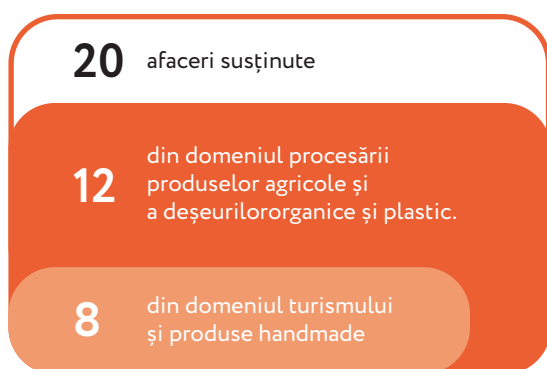 20 afaceri susținute
12 din domeniul procesării
produselor agricole și
a deșeurilororganice și plastic.
8 din domeniul turismului
și produse handmade